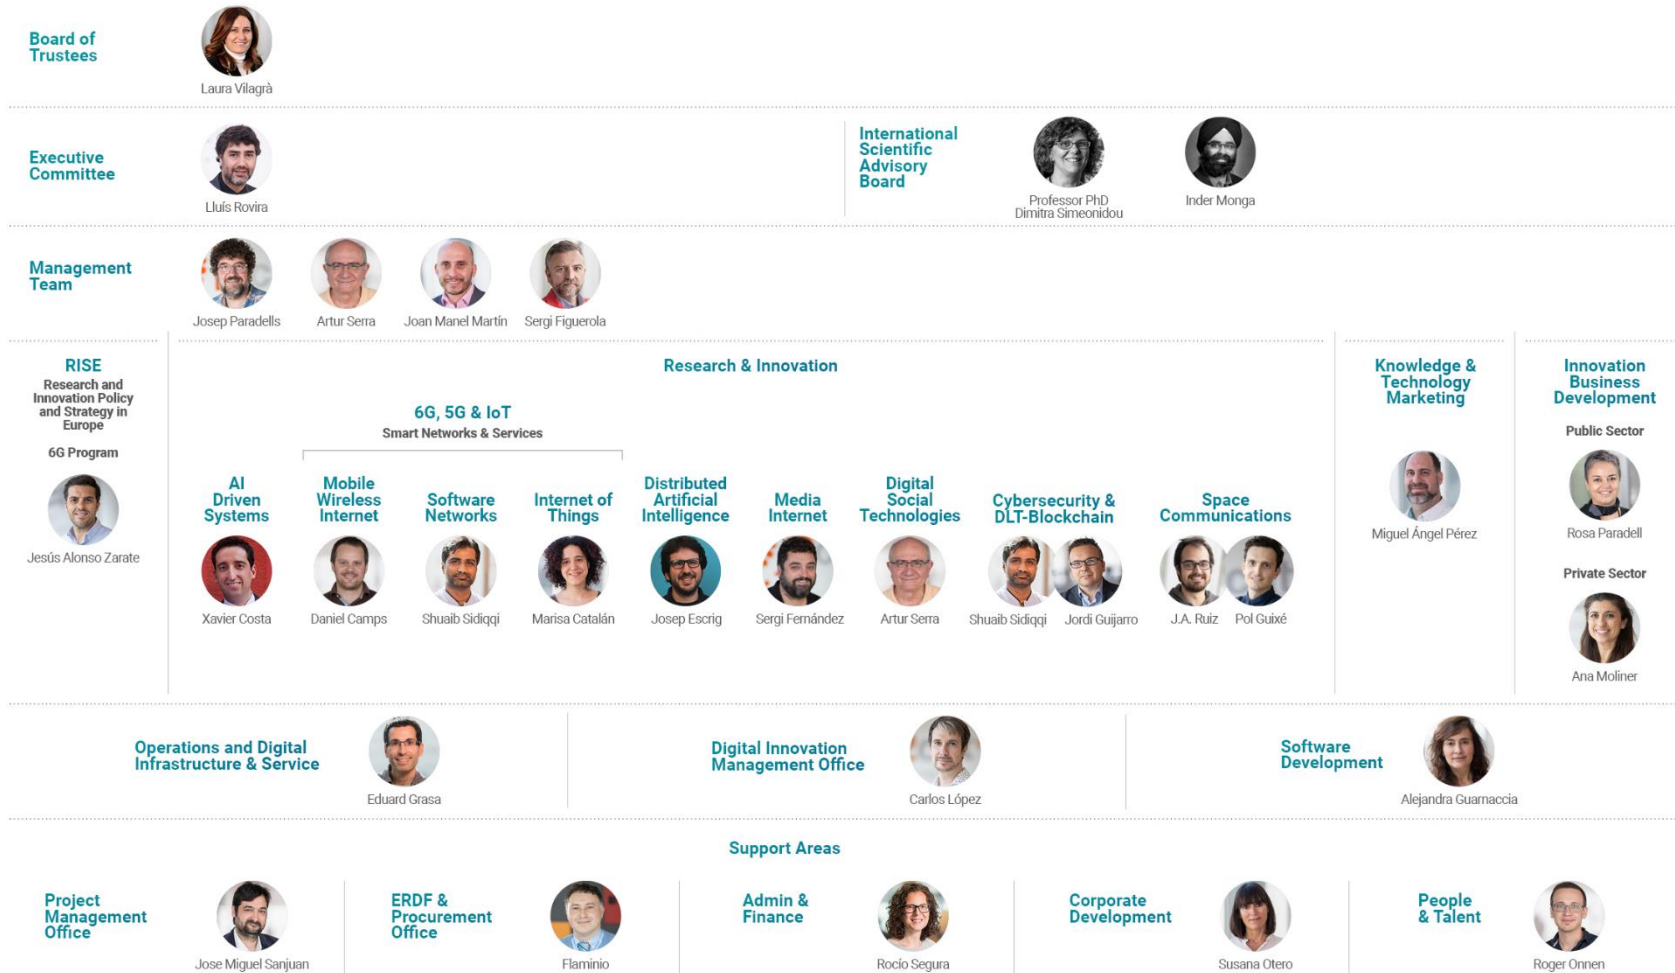 Board of
Trustees
Laura Vilagrà
Executive
Committee
Lluís Rovira
International
Scientific
Advisory
Board
Professor PhD
Dimitra Simeonidou
Inder Monga
Management
Team
Josep Paradells
Artur Serra
Joan Manel Martín
Sergi Figuerola
RISE
Research and
Innovation Policy
and Strategy in
Europe
6G Program
Jesús Alonso Zarate
Research & Innovation
6G, 5G & IoT
Smart Networks & Services
AI
Driven
Systems
Xavier Costa
Mobile
Wireless
Internet
Daniel Camps
Software
Networks
Shuaib Sidiqqi
Internet of
Things
Marisa Catalán
Distributed
Artificial
Intelligence
Josep Escrig
Media
Internet
Sergi Fernández
Digital
Social
Technologies
Artur Serra
Cybersecurity &
DLT-Blockchain
Shuaib Sidiqqi
Jordi Guijarro
Space
Communications
J.A. Ruiz
Pol Guixé
Knowledge &
Technology
Marketing
Miguel Ángel Pérez
Innovation
Business
Development
Public Sector
Rosa Paradell
Private Sector
Ana Moliner
Operations and Digital
Infrastructure & Service
Eduard Grasa
Digital Innovation
Management Office
Carlos López
Software
Development
Alejandra Guarnaccia
Support Areas
Project
Management
Office
Jose Miguel Sanjuan
ERDF &
Procurement
Office
Flaminio
Admin &
Finance
Rocío Segura
Corporate
Development
Susana Otero
People
& Talent
Roger Onnen